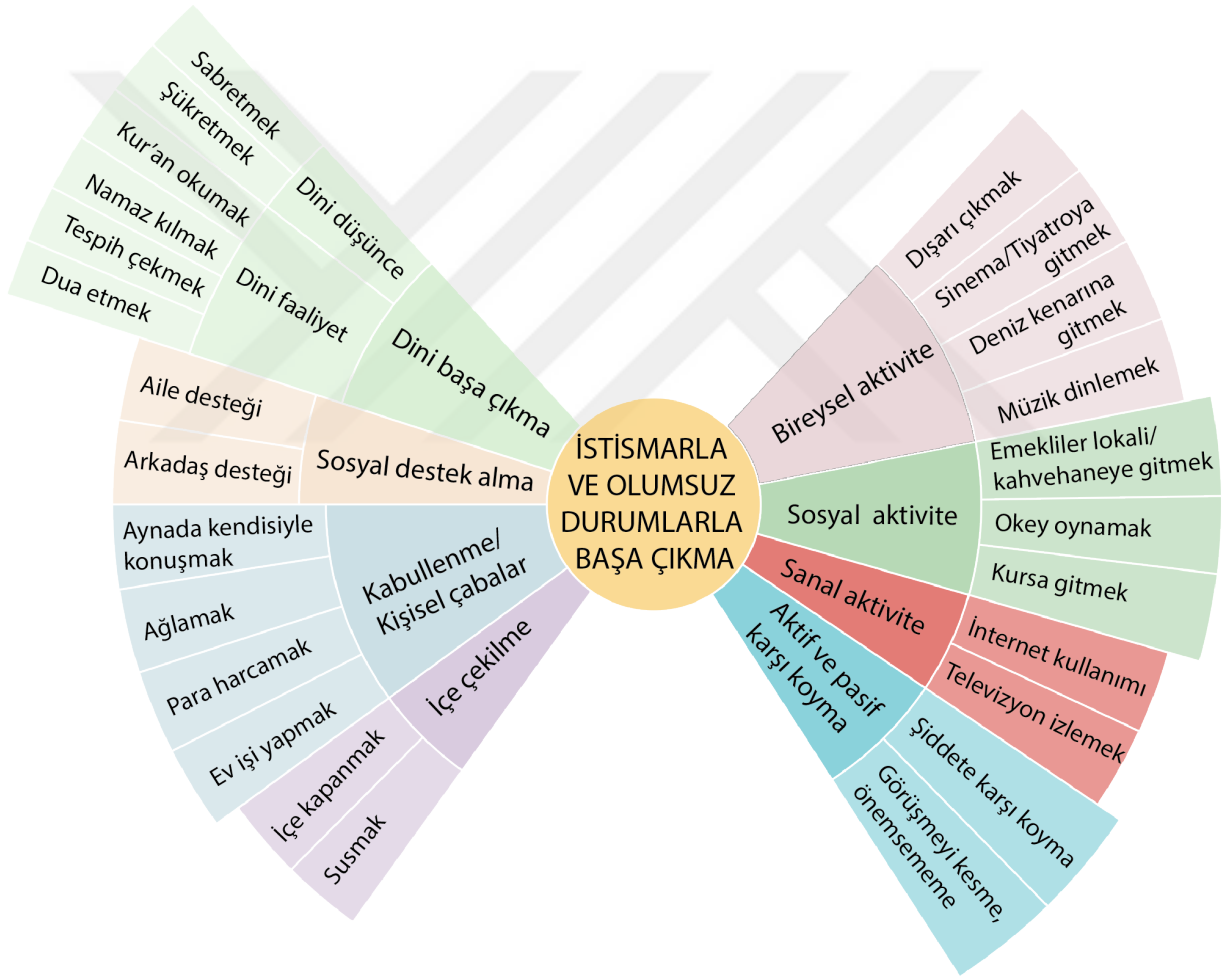 İSTİSMARLA
VE OLUMSUZ
DURUMLARLA
BAŞA ÇIKMA
Dini başa çıkma
Dini düşünce
Sabretmek
Şükretmek
Dini faaliyet
Kur'an okumak
Namaz kılmak
Tespih çekmek
Dua etmek
Sosyal destek alma
Aile desteği
Arkadaş desteği
Kabullenme/
Kişisel çabalar
Aynada kendisiyle
konuşmak
Ağlamak
Para harcamak
Ev işi yapmak
İçe çekilme
İçe kapanmak
Susmak
Bireysel aktivite
Dışarı çıkmak
Sinema/Tiyatroya
gitmek
Deniz kenarına
gitmek
Müzik dinlemek
Sosyal aktivite
Emekliler lokali/
kahvehaneye gitmek
Okey oynamak
Kursa gitmek
Sanal aktivite
İnternet kullanımı
Televizyon izlemek
Aktif ve pasif
karşı koyma
Şiddete karşı koyma
Görüşmeyi kesme,
önemsememe